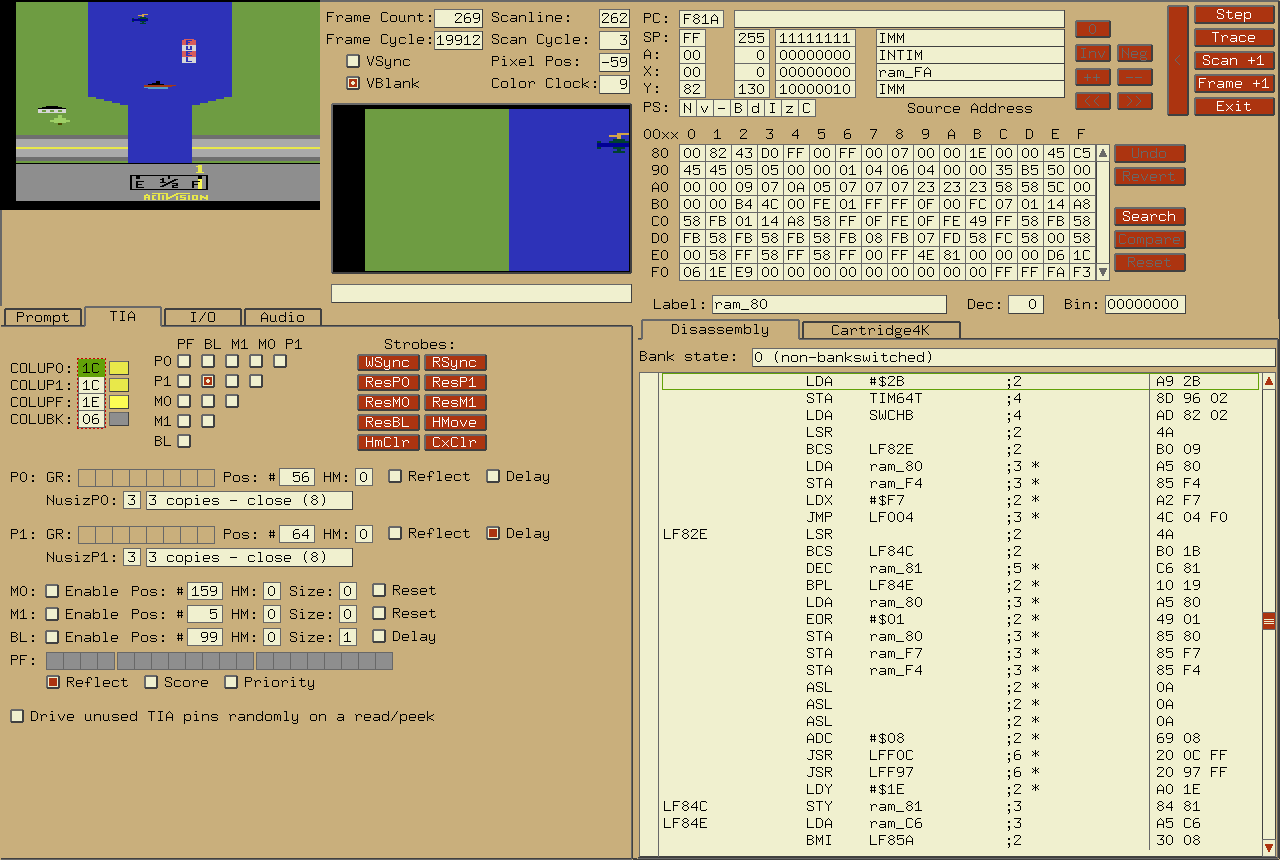 FUEL
E 1/2 F
1
1
ACTIVISION
Frame Count: 269 Scanline: 262
Frame Cycle: 19912 Scan Cycle: 3
VSync Pixel Pos: -59
VBlank Color Clock: 9
PC: F81A
SP: FF 255 11111111 IMM
A: 00 0 00000000 INTIM
X: 00 0 00000000 ram_FA
Y: 82 130 10000010 IMM
PS: N v - B d I z C Source Address
0
Inv Neg
++ --
<< >>
<
Step
Trace
Scan +1
Frame +1
Exit
00xx 0 1 2 3 4 5 6 7 8 9 A B C D E F
80 00 82 43 D0 FF 00 FF 00 07 00 00 1E 00 00 45 C5
90 45 45 05 05 00 00 01 04 06 04 00 00 35 B5 50 00
A0 00 00 09 07 0A 05 07 07 07 23 23 23 58 58 5C 00
B0 00 00 B4 4C 00 FE 01 FF FF 0F 00 FC 07 01 14 A8
C0 58 FB 01 14 A8 58 FF 0F FE 0F FE 49 FF 58 FB 58
D0 FB 58 FB 58 FB 58 FB 08 FB 07 FD 58 FC 58 00 58
E0 00 58 FF 58 FF 58 FF 00 FF 4E 81 00 00 00 D6 1C
F0 06 1E E9 00 00 00 00 00 00 00 00 00 FF FF FA F3
Undo
Revert
Search
Compare
Reset
Label: ram_80 Dec: 0 Bin: 00000000
Prompt TIA I/O Audio
PF BL M1 M0 P1
P0
P1
M0
M1
BL
COLUP0: 1C
COLUP1: 1C
COLUPF: 1E
COLUBK: 06
Strobes:
WSync RSync
ResP0 ResP1
ResM0 ResM1
ResBL HMove
HmClr CxClr
P0: GR: Pos: # 56 HM: 0 Reflect Delay
NusizP0: 3 3 copies - close (8)
P1: GR: Pos: # 64 HM: 0 Reflect Delay
NusizP1: 3 3 copies - close (8)
M0: Enable Pos: # 159 HM: 0 Size: 0 Reset
M1: Enable Pos: # 5 HM: 0 Size: 0 Reset
BL: Enable Pos: # 99 HM: 0 Size: 1 Delay
PF:
Reflect Score Priority
Drive unused TIA pins randomly on a read/peek
Disassembly Cartridge4K
Bank state: 0 (non-bankswitched)
LDA #$2B ;2 A9 2B
STA TIM64T ;4 8D 96 02
LDA SWCHB ;4 AD 82 02
LSR ;2 4A
BCS LF82E ;2 B0 09
LDA ram_80 ;3 * A5 80
STA ram_F4 ;3 * 85 F4
LDX #$F7 ;2 * A2 F7
JMP LF004 ;3 * 4C 04 F0
LF82E LSR ;2 4A
BCS LF84C ;2 B0 1B
DEC ram_81 ;5 * C6 81
BPL LF84E ;2 * 10 19
LDA ram_80 ;3 * A5 80
EOR #$01 ;2 * 49 01
STA ram_80 ;3 * 85 80
STA ram_F7 ;3 * 85 F7
STA ram_F4 ;3 * 85 F4
ASL ;2 * 0A
ASL ;2 * 0A
ASL ;2 * 0A
ADC #$08 ;2 * 69 08
JSR LFF0C ;6 * 20 0C FF
JSR LFF97 ;6 * 20 97 FF
LDY #$1E ;2 * A0 1E
LF84C STY ram_81 ;3 84 81
LF84E LDA ram_C6 ;3 A5 C6
BMI LF85A ;2 30 08